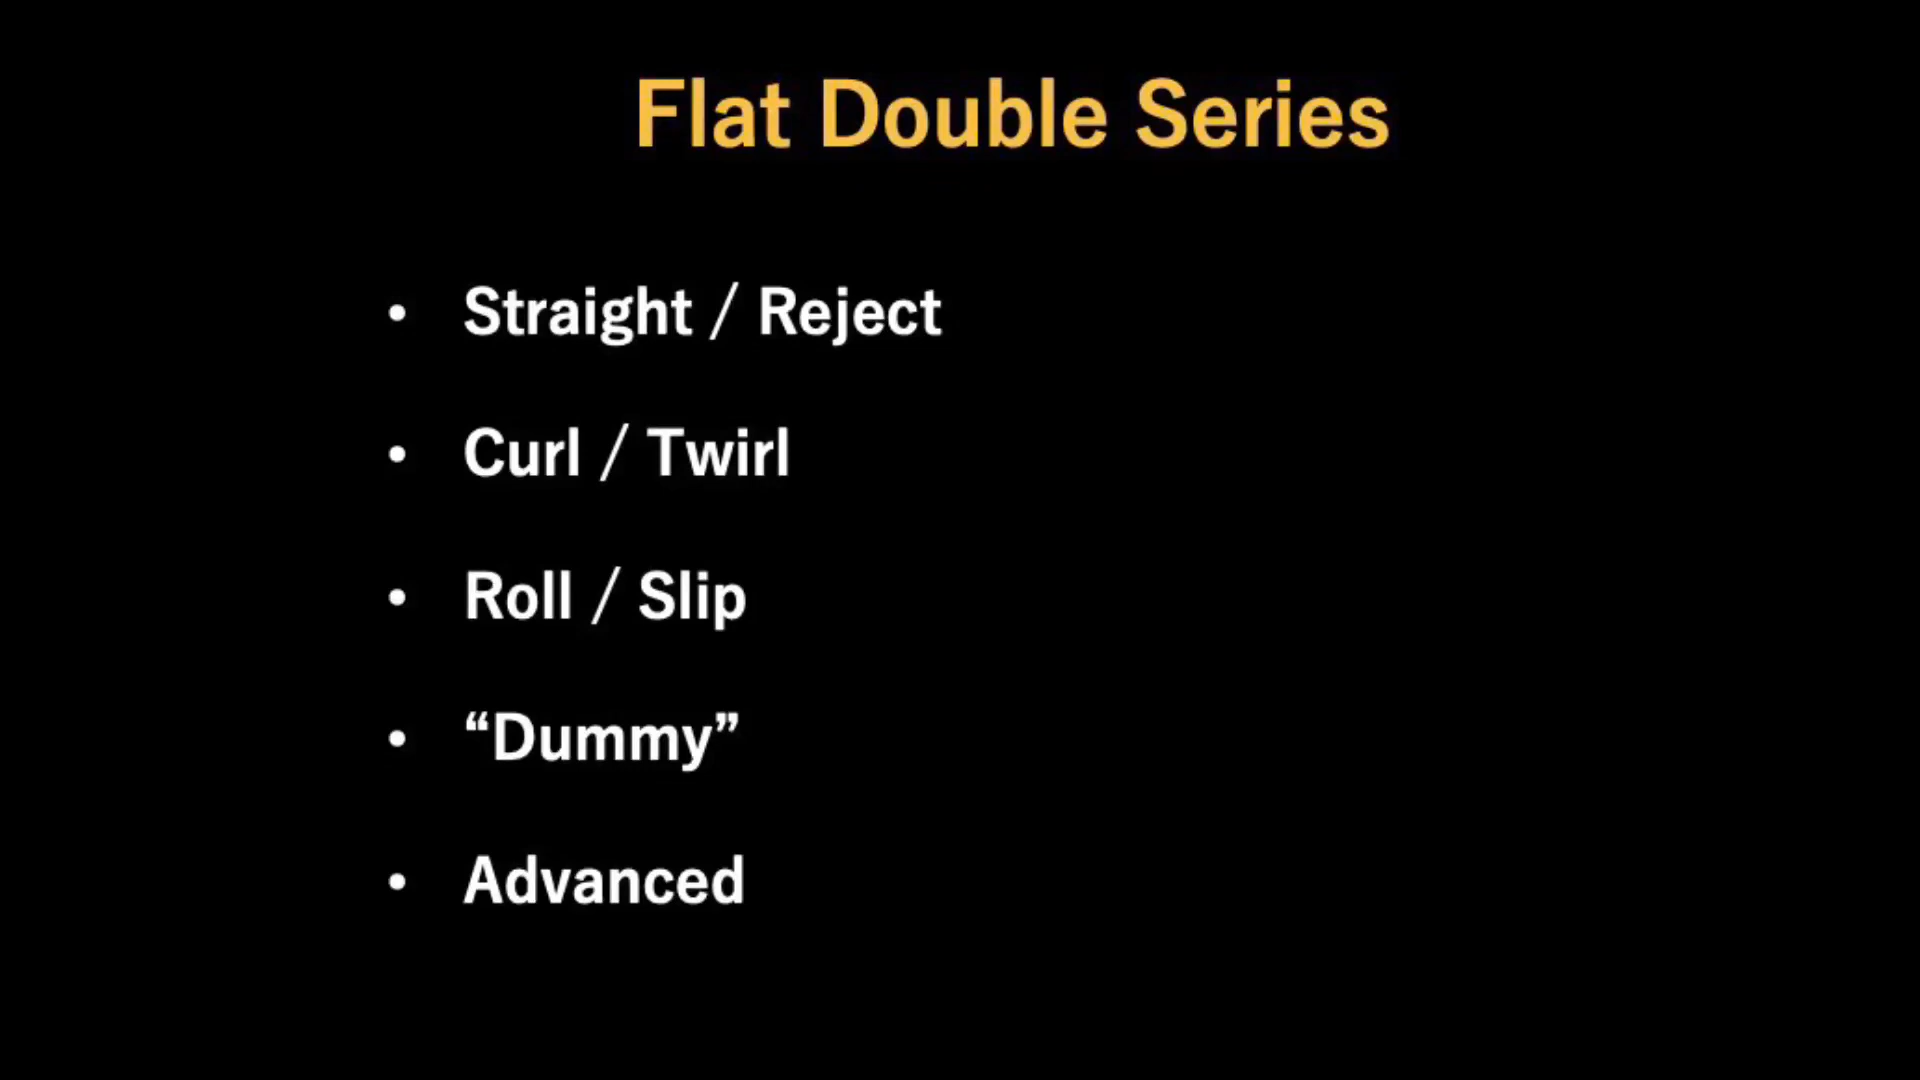 Flat Double Series
• Straight / Reject
• Curl / Twirl
• Roll / Slip
• “Dummy”
• Advanced